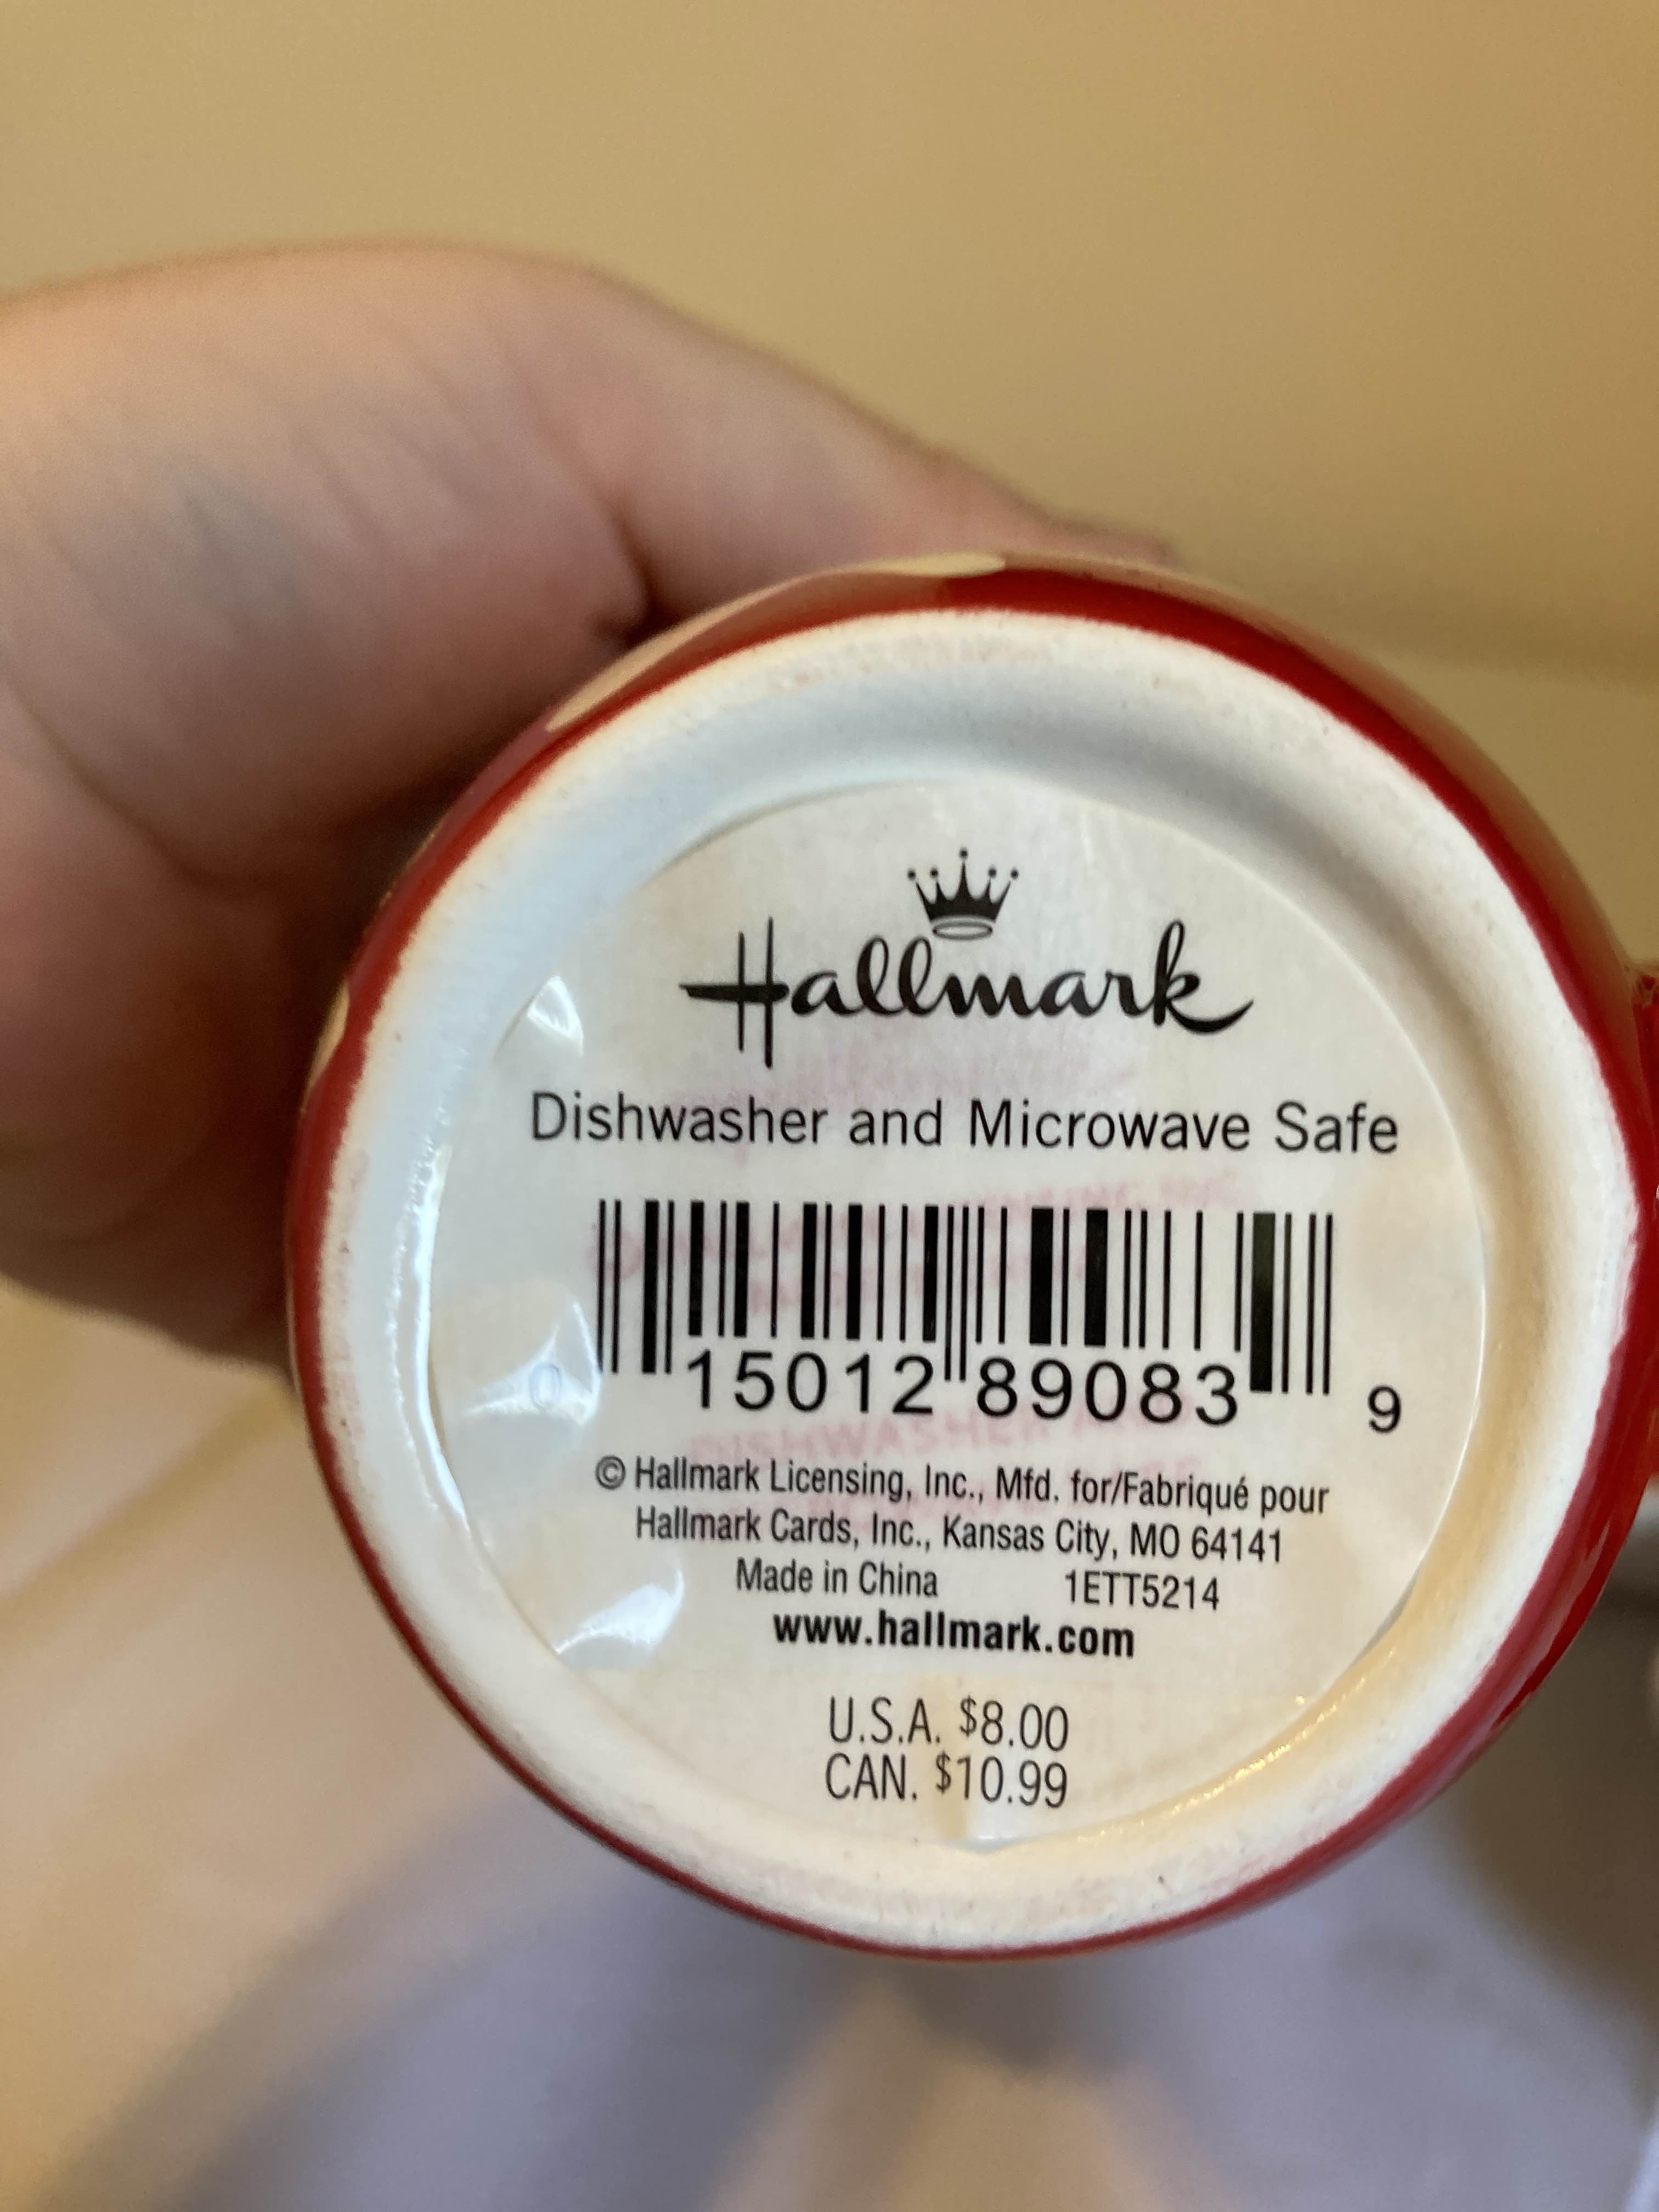 Hallmark
Dishwasher and Microwave Safe
0 15012 89083 9
© Hallmark Licensing, Inc., Mfd. for/Fabriqué pour
Hallmark Cards, Inc., Kansas City, MO 64141
Made in China 1ETT5214
www.hallmark.com
U.S.A. $8.00
CAN. $10.99